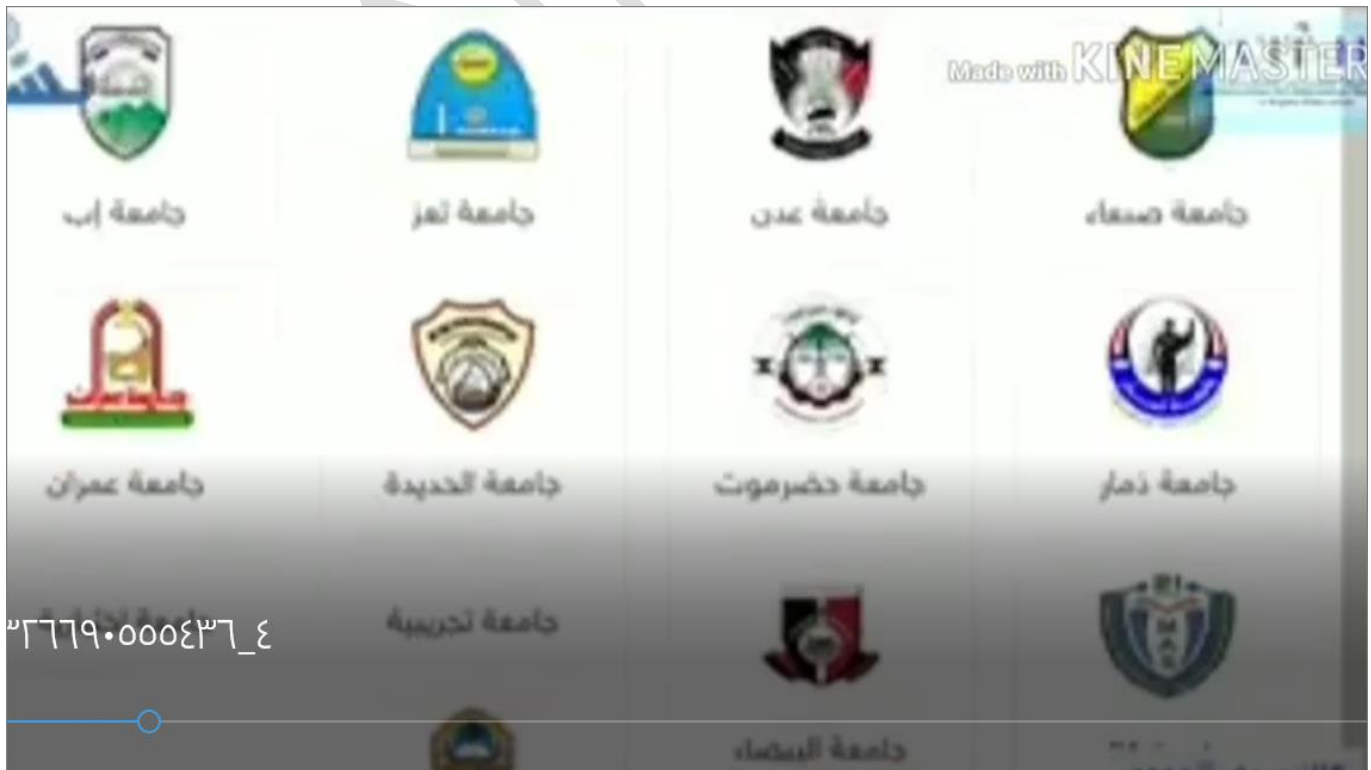 Made with KINEMASTER
جامعة صنعاء
جامعة عدن
جامعة تعز
جامعة إب
جامعة ذمار
جامعة حضرموت
جامعة الحديدة
جامعة عمران
جامعة تجريبية
٣٢٦٦٩٠٥٥٥٤٣٦_٤
جامعة البيضاء